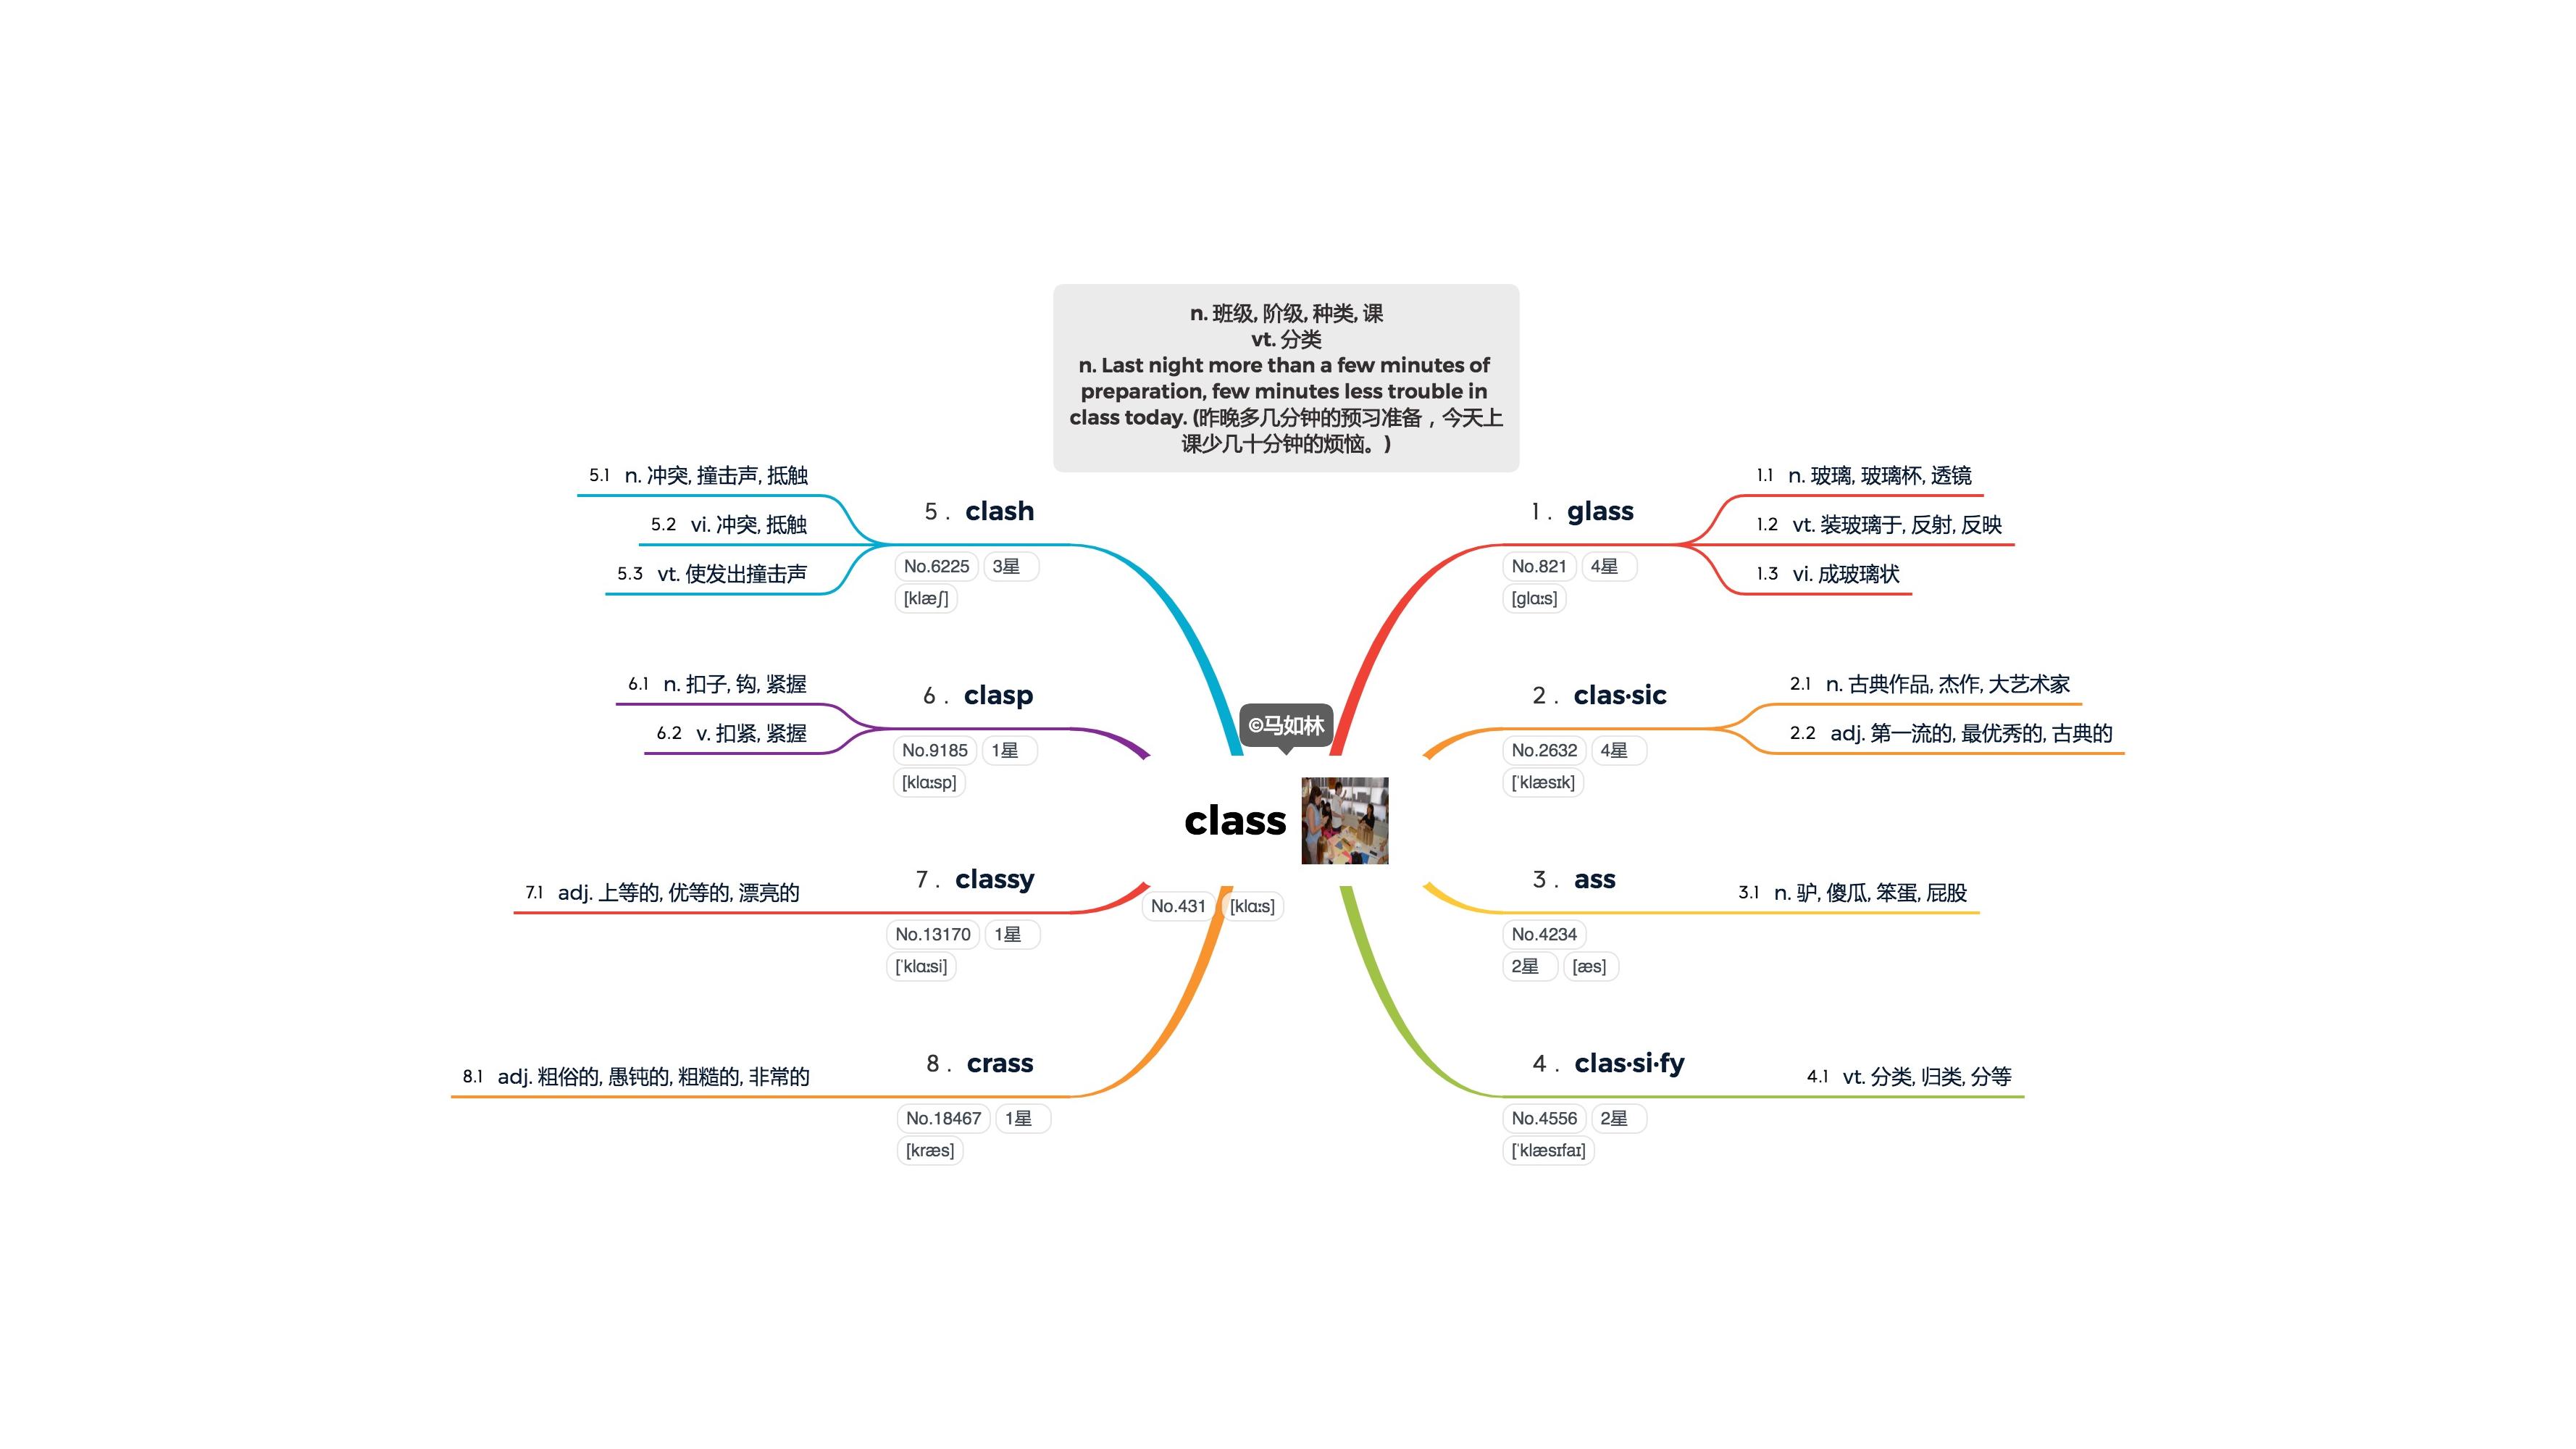 n. 班级, 阶级, 种类, 课
vt. 分类
n. Last night more than a few minutes of
preparation, few minutes less trouble in
class today. (昨晚多几分钟的预习准备，今天上
课少几十分钟的烦恼。)
©马如林
class
No.431 [klɑːs]
1 . glass
No.821 4星
[glɑːs]
1.1 n. 玻璃, 玻璃杯, 透镜
1.2 vt. 装玻璃于, 反射, 反映
1.3 vi. 成玻璃状
2 . clas·sic
No.2632 4星
[ˈklæsɪk]
2.1 n. 古典作品, 杰作, 大艺术家
2.2 adj. 第一流的, 最优秀的, 古典的
3 . ass
No.4234
2星 [æs]
3.1 n. 驴, 傻瓜, 笨蛋, 屁股
4 . clas·si·fy
No.4556 2星
[ˈklæsɪfaɪ]
4.1 vt. 分类, 归类, 分等
5 . clash
No.6225 3星
[klæʃ]
5.1 n. 冲突, 撞击声, 抵触
5.2 vi. 冲突, 抵触
5.3 vt. 使发出撞击声
6 . clasp
No.9185 1星
[klɑːsp]
6.1 n. 扣子, 钩, 紧握
6.2 v. 扣紧, 紧握
7 . classy
No.13170 1星
[ˈklɑːsi]
7.1 adj. 上等的, 优等的, 漂亮的
8 . crass
No.18467 1星
[kræs]
8.1 adj. 粗俗的, 愚钝的, 粗糙的, 非常的